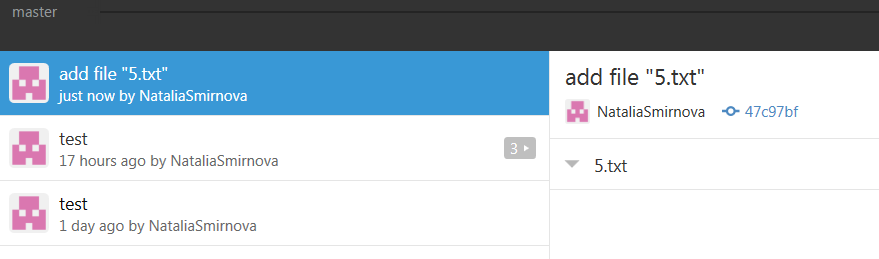 master
add file "5.txt"
just now by NataliaSmirnova
test
17 hours ago by NataliaSmirnova
3
test
1 day ago by NataliaSmirnova
add file "5.txt"
NataliaSmirnova 47c97bf
5.txt